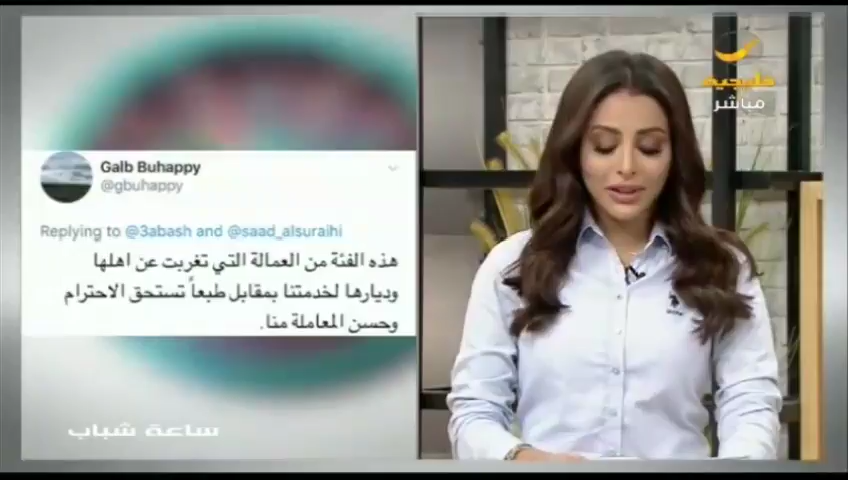 Galb Buhappy
@gbuhappy
Replying to @3abash and @saad_alsuraihi
هذه الفئة من العمالة التي تغربت عن اهلها
وديارها لخدمتنا بمقابل طبعاً تستحق الاحترام
وحسن المعاملة منا.
ساعة شباب
خليجية
مباشر